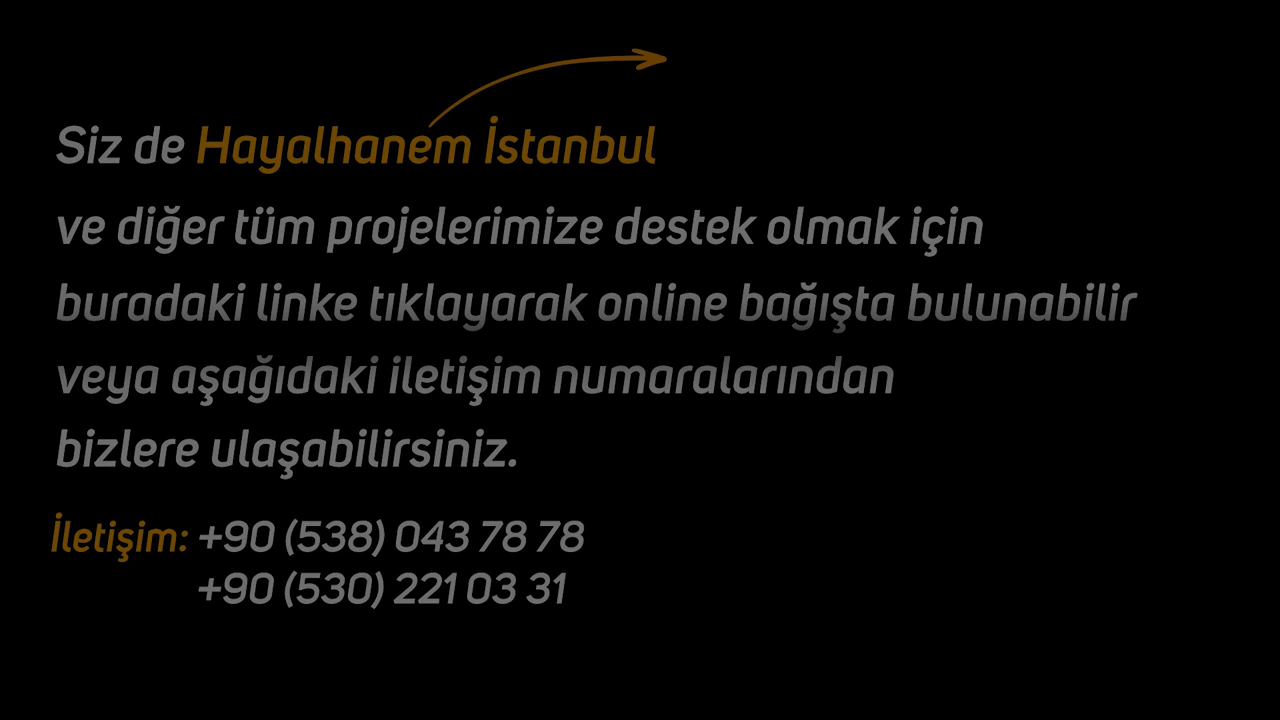 Siz de Hayalhanem İstanbul
ve diğer tüm projelerimize destek olmak için
buradaki linke tıklayarak online bağışta bulunabilir
veya aşağıdaki iletişim numaralarından
bizlere ulaşabilirsiniz.
İletişim: +90 (538) 043 78 78
+90 (530) 221 03 31